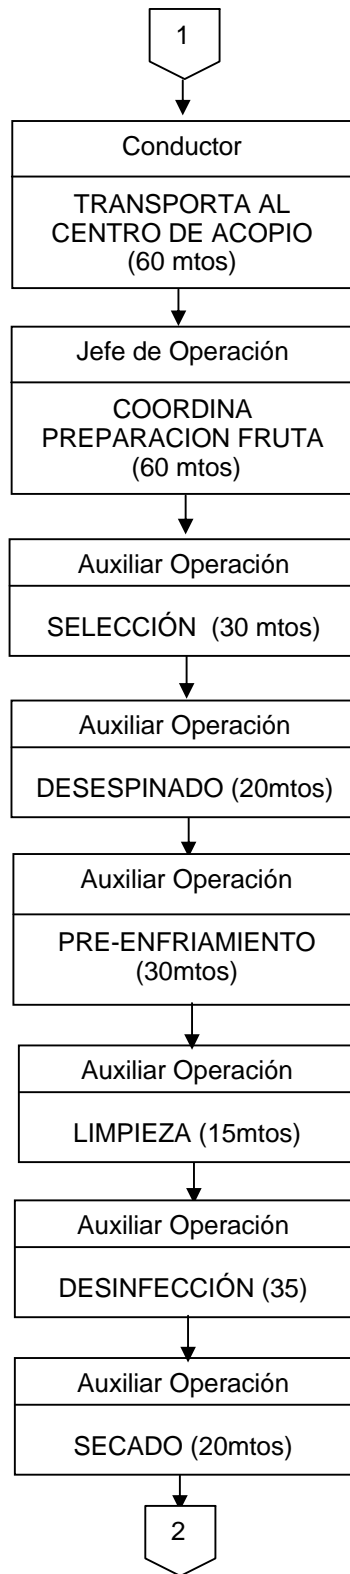 1
Conductor
TRANSPORTA AL
CENTRO DE ACOPIO
(60 mtos)
Jefe de Operación
COORDINA
PREPARACION FRUTA
(60 mtos)
Auxiliar Operación
SELECCIÓN (30 mtos)
Auxiliar Operación
DESESPINADO (20mtos)
Auxiliar Operación
PRE-ENFRIAMIENTO
(30mtos)
Auxiliar Operación
LIMPIEZA (15mtos)
Auxiliar Operación
DESINFECCIÓN (35)
Auxiliar Operación
SECADO (20mtos)
2